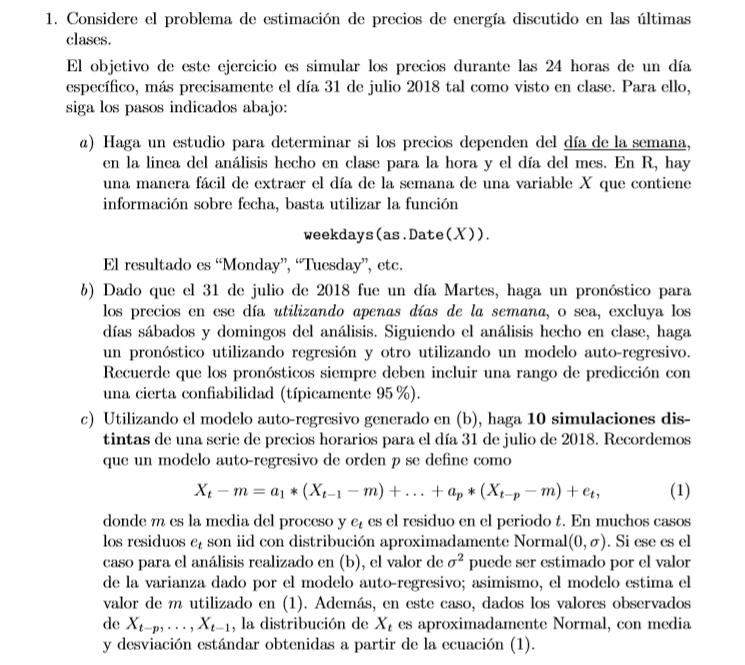 1. Considere el problema de estimación de precios de energía discutido en las últimas
clases.
El objetivo de este ejercicio es simular los precios durante las 24 horas de un día
específico, más precisamente el día 31 de julio 2018 tal como visto en clase. Para ello,
siga los pasos indicados abajo:
a) Haga un estudio para determinar si los precios dependen del día de la semana,
en la linea del análisis hecho en clase para la hora y el día del mes. En R, hay
una manera fácil de extraer el día de la semana de una variable X que contiene
información sobre fecha, basta utilizar la función
weekdays(as.Date(X)).
El resultado es “Monday”, “Tuesday”, etc.
b) Dado que el 31 de julio de 2018 fue un día Martes, haga un pronóstico para
los precios en ese día utilizando apenas días de la semana, o sea, excluya los
días sábados y domingos del análisis. Siguiendo el análisis hecho en clase, haga
un pronóstico utilizando regresión y otro utilizando un modelo auto-regresivo.
Recuerde que los pronósticos siempre deben incluir una rango de predicción con
una cierta confiabilidad (típicamente 95 %).
c) Utilizando el modelo auto-regresivo generado en (b), haga 10 simulaciones dis-
tintas de una serie de precios horarios para el día 31 de julio de 2018. Recordemos
que un modelo auto-regresivo de orden p se define como
X_t − m = a_1 ∗ (X_{t−1} − m) + . . . + a_p ∗ (X_{t−p} − m) + e_t, (1)
donde m es la media del proceso y e_t es el residuo en el periodo t. En muchos casos
los residuos e_t son iid con distribución aproximadamente Normal(0, σ). Si ese es el
caso para el análisis realizado en (b), el valor de σ² puede ser estimado por el valor
de la varianza dado por el modelo auto-regresivo; asimismo, el modelo estima el
valor de m utilizado en (1). Además, en este caso, dados los valores observados
de X_{t−p}, . . . , X_{t−1}, la distribución de X_t es aproximadamente Normal, con media
y desviación estándar obtenidas a partir de la ecuación (1).